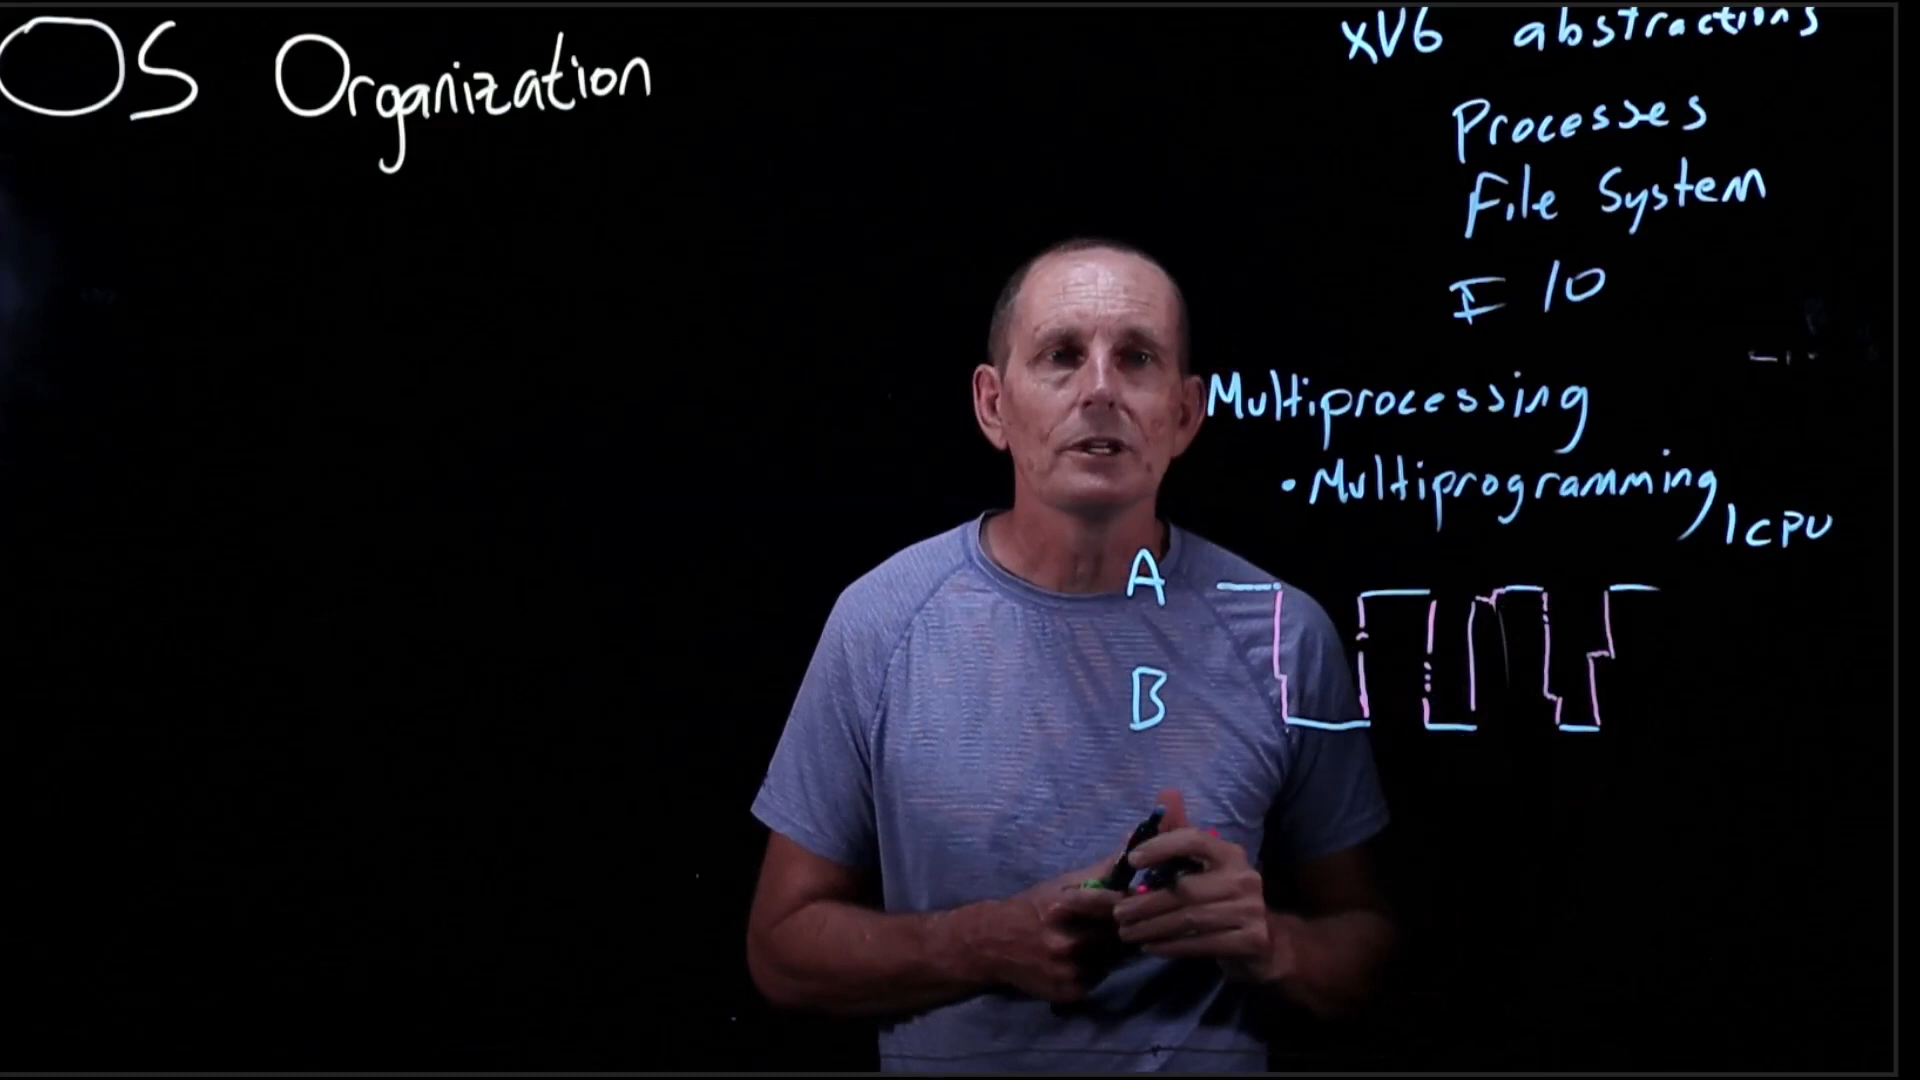 OS Organization
xV6 abstractions
Processes
File System
I/O
Multiprocessing
• Multiprogramming
1 CPU
A
B